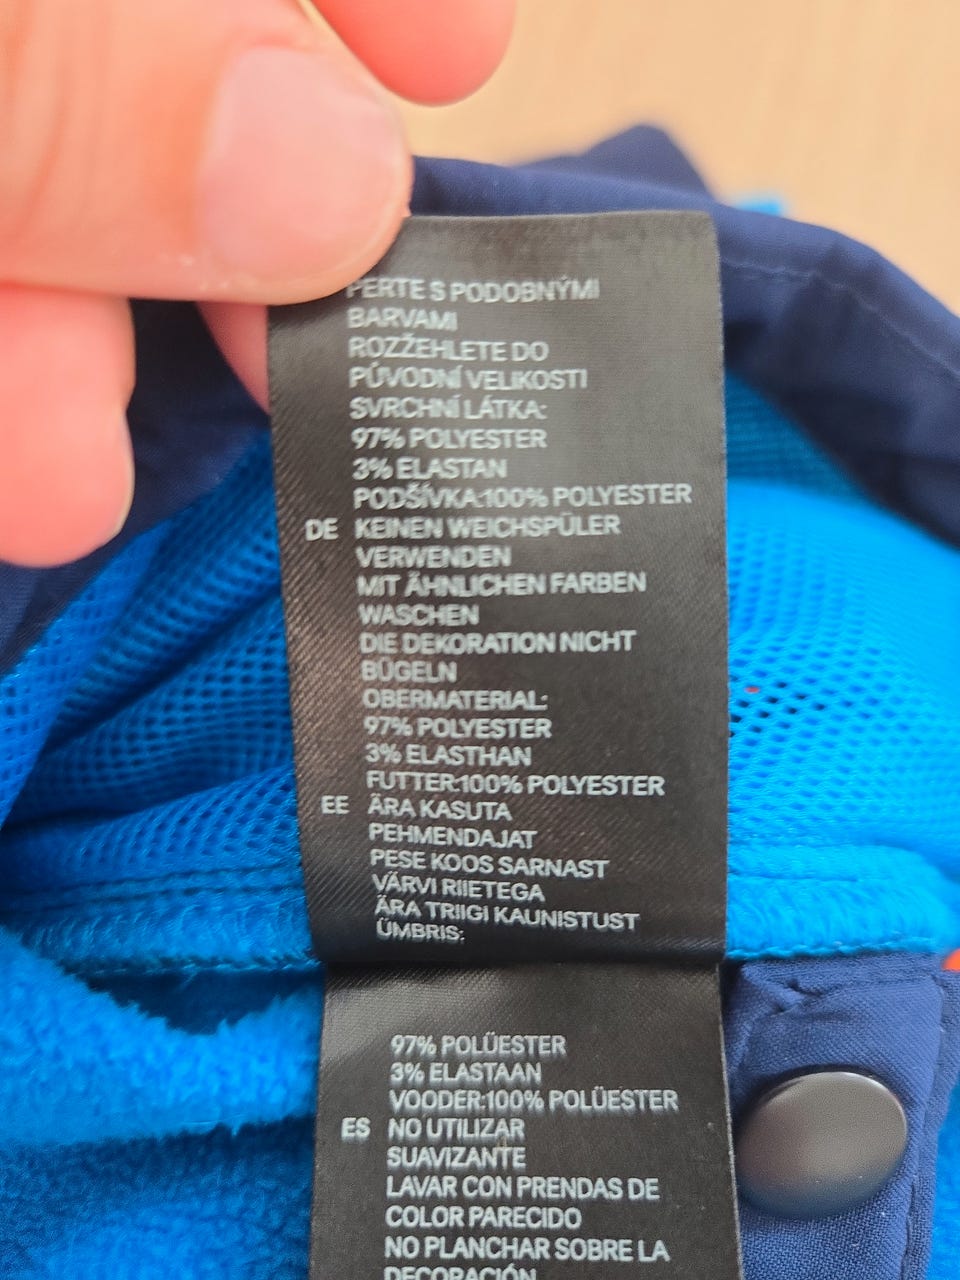 PERTE S PODOBNÝMI
BARVAMI
ROZŽEHLETE DO
PŮVODNÍ VELIKOSTI
SVRCHNÍ LÁTKA:
97% POLYESTER
3% ELASTAN
PODŠÍVKA:100% POLYESTER
DE KEINEN WEICHSPÜLER
VERWENDEN
MIT ÄHNLICHEN FARBEN
WASCHEN
DIE DEKORATION NICHT
BÜGELN
OBERMATERIAL:
97% POLYESTER
3% ELASTHAN
FUTTER:100% POLYESTER
EE ÄRA KASUTA
PEHMENDAJAT
PESE KOOS SARNAST
VÄRVI RIIETEGA
ÄRA TRIIGI KAUNISTUST
ÜMBRIS:
97% POLÜESTER
3% ELASTAAN
VOODER:100% POLÜESTER
ES NO UTILIZAR
SUAVIZANTE
LAVAR CON PRENDAS DE
COLOR PARECIDO
NO PLANCHAR SOBRE LA
DECORACIÓN